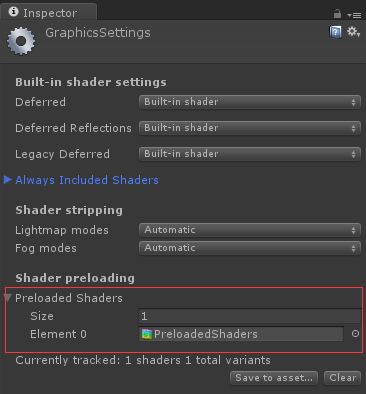 Inspector
GraphicsSettings
Built-in shader settings
Deferred Built-in shader
Deferred Reflections Built-in shader
Legacy Deferred Built-in shader
Always Included Shaders
Shader stripping
Lightmap modes Automatic
Fog modes Automatic
Shader preloading
Preloaded Shaders
Size 1
Element 0 PreloadedShaders
Currently tracked: 1 shaders 1 total variants
Save to asset... Clear